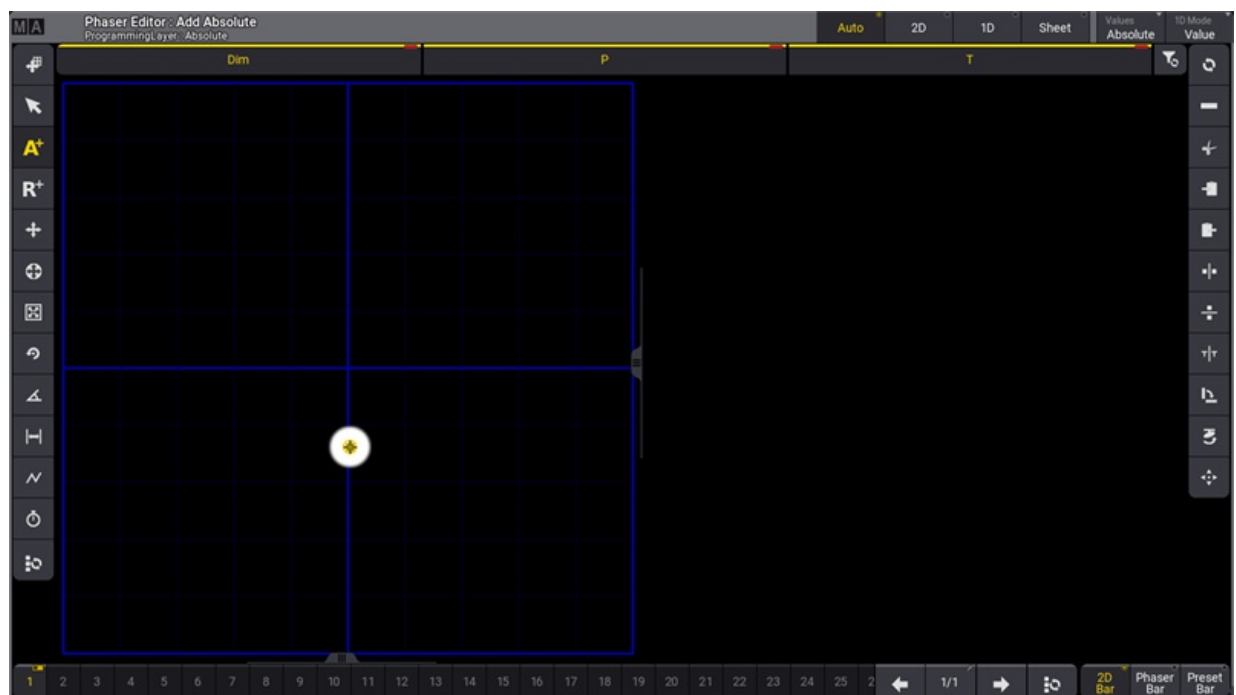 MA
Phaser Editor : Add Absolute
ProgrammingLayer: Absolute
Auto
2D
1D
Sheet
Values
Absolute
1D Mode
Value
Dim
P
T
A+
R+
T|T
1 2 3 4 5 6 7 8 9 10 11 12 13 14 15 16 17 18 19 20 21 22 23 24 25 2
1/1
2D
Bar
Phaser
Bar
Preset
Bar